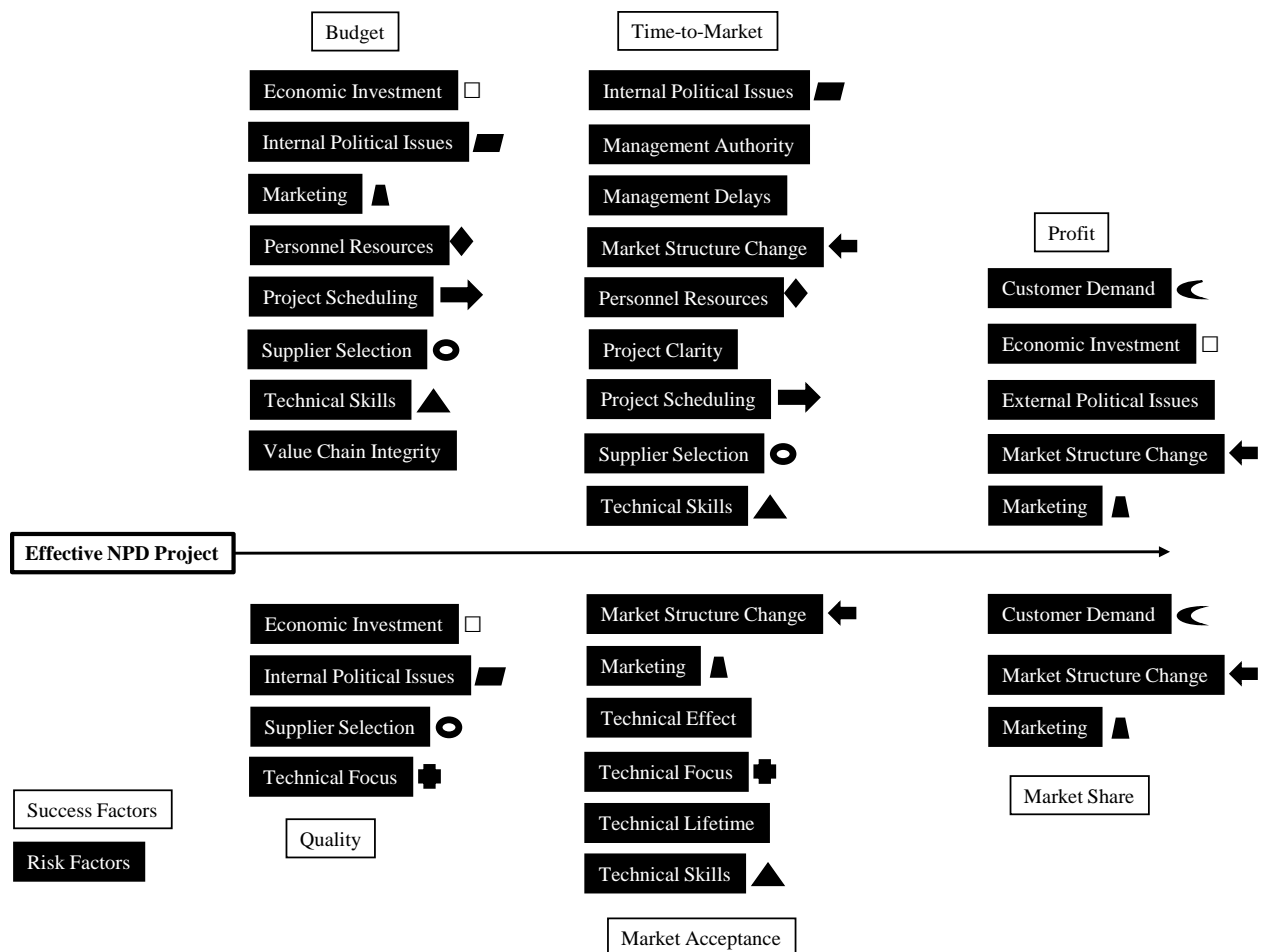 Budget
Economic Investment
Internal Political Issues
Marketing
Personnel Resources
Project Scheduling
Supplier Selection
Technical Skills
Value Chain Integrity
Time-to-Market
Internal Political Issues
Management Authority
Management Delays
Market Structure Change
Personnel Resources
Project Clarity
Project Scheduling
Supplier Selection
Technical Skills
Profit
Customer Demand
Economic Investment
External Political Issues
Market Structure Change
Marketing
Effective NPD Project
Economic Investment
Internal Political Issues
Supplier Selection
Technical Focus
Quality
Market Structure Change
Marketing
Technical Effect
Technical Focus
Technical Lifetime
Technical Skills
Market Acceptance
Customer Demand
Market Structure Change
Marketing
Market Share
Success Factors
Risk Factors